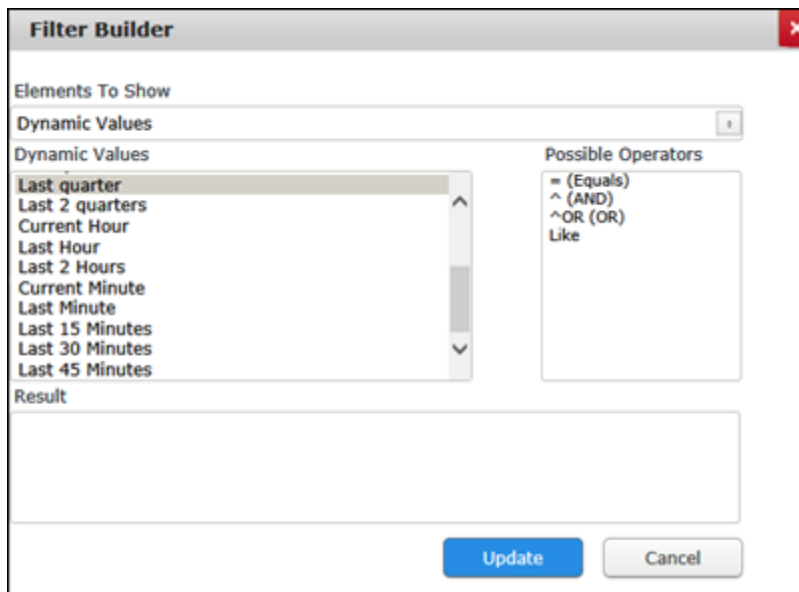 Filter Builder
Elements To Show
Dynamic Values
Dynamic Values
Last quarter
Last 2 quarters
Current Hour
Last Hour
Last 2 Hours
Current Minute
Last Minute
Last 15 Minutes
Last 30 Minutes
Last 45 Minutes
Possible Operators
= (Equals)
^ (AND)
^OR (OR)
Like
Result
Update
Cancel